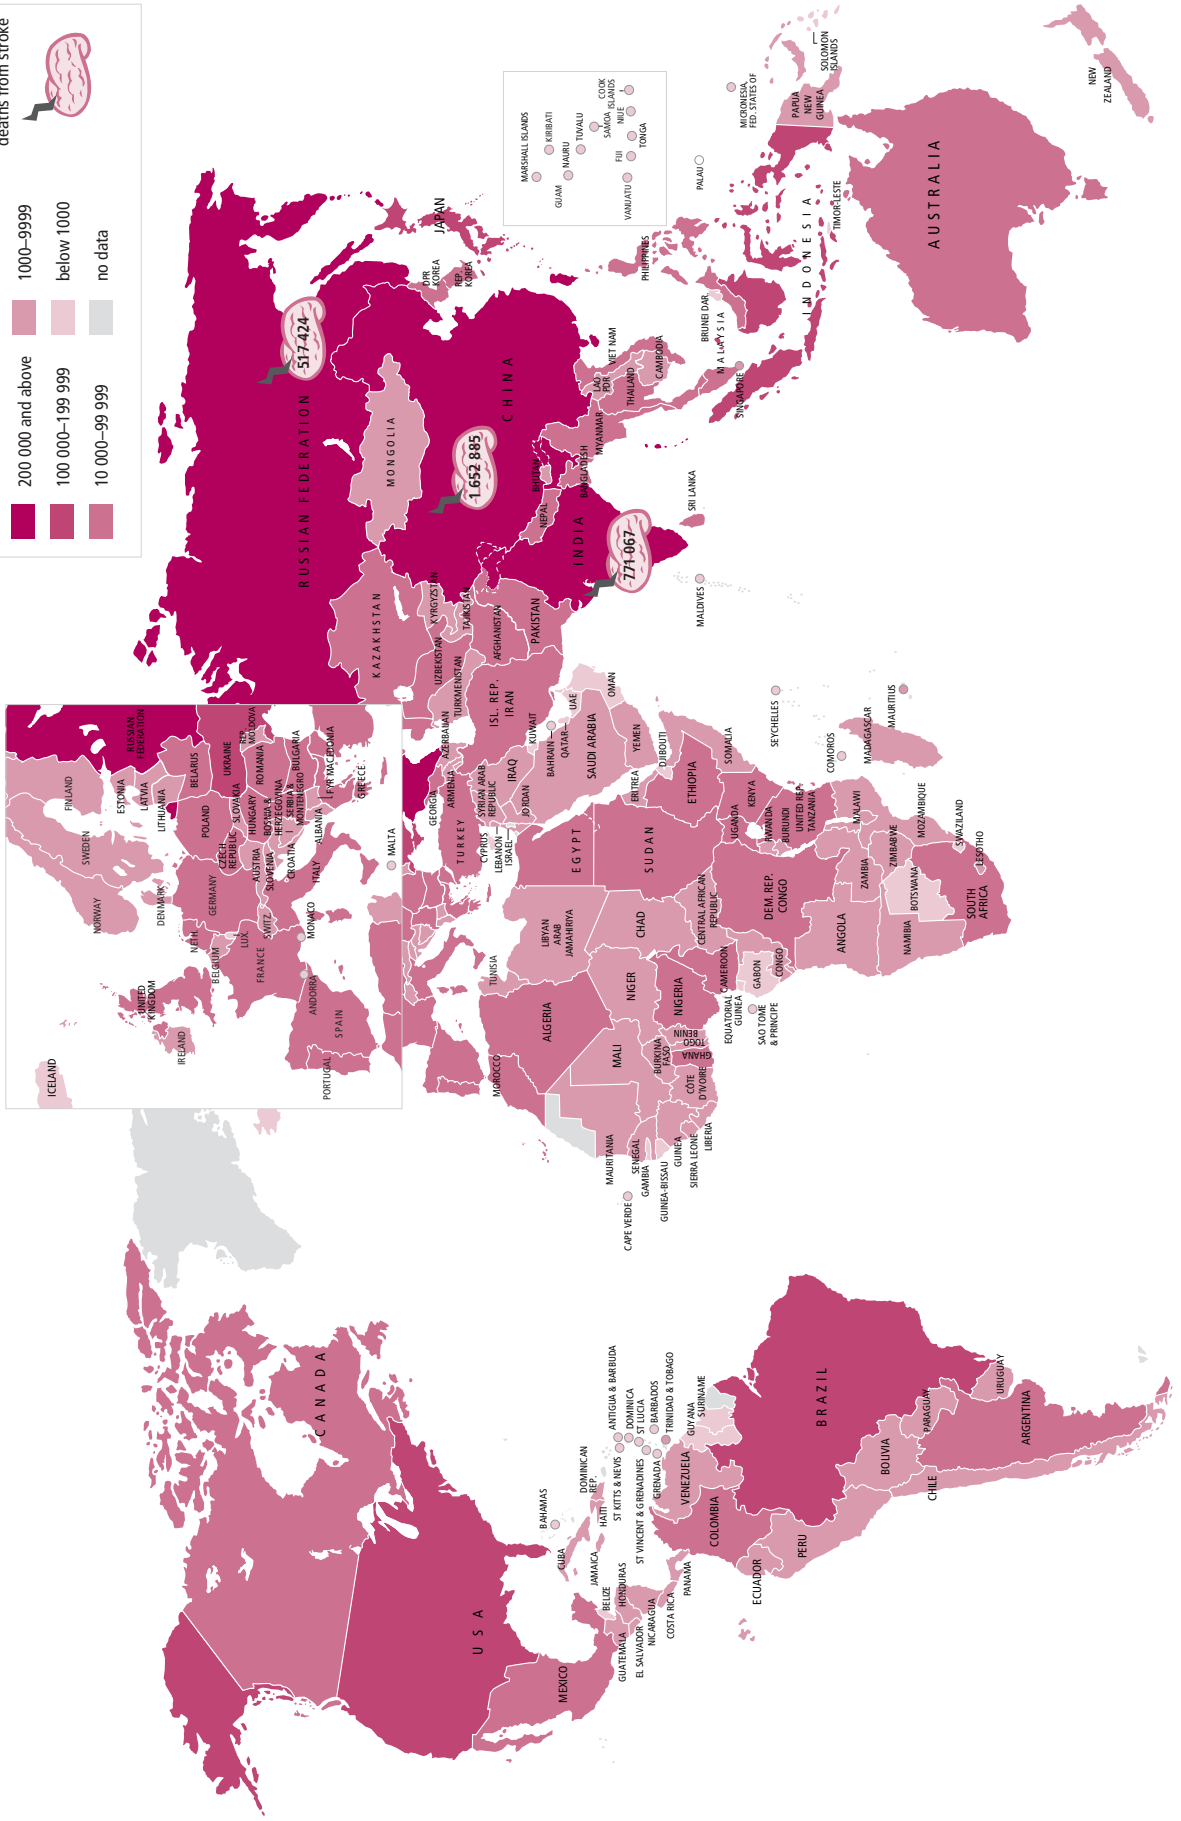 deaths from stroke
200 000 and above
100 000–199 999
10 000–99 999
1000–9999
below 1000
no data
ICELAND
NORWAY
SWEDEN
FINLAND
ESTONIA
LATVIA
LITHUANIA
DENMARK
RUSSIAN
FEDERATION
UNITED
KINGDOM
IRELAND
NETH.
BELGIUM
LUX.
GERMANY
POLAND
BELARUS
UKRAINE
CZECH
REPUBLIC
SLOVAKIA
REP.
MOLDOVA
FRANCE
SWITZ.
AUSTRIA
HUNGARY
ROMANIA
SLOVENIA
CROATIA
BOSNIA &
HERZEGOVINA
SERBIA &
MONTENEGRO
BULGARIA
ALBANIA
F YR MACEDONIA
GREECE
ITALY
MONACO
ANDORRA
SPAIN
PORTUGAL
MALTA
CANADA
USA
MEXICO
BAHAMAS
CUBA
JAMAICA
HAITI
DOMINICAN
REP.
BELIZE
HONDURAS
GUATEMALA
EL SALVADOR
NICARAGUA
COSTA RICA
PANAMA
ST KITTS & NEVIS
ANTIGUA & BARBUDA
DOMINICA
ST LUCIA
BARBADOS
ST VINCENT & GRENADINES
GRENADA
TRINIDAD & TOBAGO
VENEZUELA
GUYANA
SURINAME
COLOMBIA
ECUADOR
PERU
BRAZIL
BOLIVIA
PARAGUAY
URUGUAY
CHILE
ARGENTINA
MOROCCO
ALGERIA
TUNISIA
LIBYAN
ARAB
JAMAHIRIYA
EGYPT
MAURITANIA
MALI
NIGER
CHAD
SUDAN
ERITREA
DJIBOUTI
CAPE VERDE
SENEGAL
GAMBIA
GUINEA-BISSAU
GUINEA
SIERRA LEONE
LIBERIA
CÔTE
D'IVOIRE
BURKINA
FASO
GHANA
TOGO
BENIN
NIGERIA
CAMEROON
CENTRAL AFRICAN
REPUBLIC
ETHIOPIA
SOMALIA
EQUATORIAL
GUINEA
SAO TOME
& PRINCIPE
GABON
CONGO
DEM. REP.
CONGO
UGANDA
KENYA
RWANDA
BURUNDI
UNITED REP.
TANZANIA
ANGOLA
ZAMBIA
MALAWI
MOZAMBIQUE
ZIMBABWE
NAMIBIA
BOTSWANA
SWAZILAND
LESOTHO
SOUTH
AFRICA
COMOROS
SEYCHELLES
MADAGASCAR
MAURITIUS
TURKEY
GEORGIA
ARMENIA
AZERBAIJAN
CYPRUS
LEBANON
ISRAEL
SYRIAN ARAB
REPUBLIC
JORDAN
IRAQ
KUWAIT
BAHRAIN
QATAR
UAE
OMAN
SAUDI ARABIA
YEMEN
ISL. REP.
IRAN
TURKMENISTAN
UZBEKISTAN
KAZAKHSTAN
KYRGYZSTAN
TAJIKISTAN
AFGHANISTAN
PAKISTAN
RUSSIAN FEDERATION
517 424
MONGOLIA
CHINA
1 652 885
INDIA
771 067
NEPAL
BHUTAN
BANGLADESH
MYANMAR
SRI LANKA
MALDIVES
DPR
KOREA
REP.
KOREA
JAPAN
LAO
PDR
VIET NAM
THAILAND
CAMBODIA
PHILIPPINES
BRUNEI DAR.
MALAYSIA
SINGAPORE
INDONESIA
TIMOR-LESTE
PALAU
MICRONESIA,
FED. STATES OF
PAPUA
NEW
GUINEA
SOLOMON
ISLANDS
AUSTRALIA
NEW
ZEALAND
MARSHALL ISLANDS
KIRIBATI
GUAM
NAURU
TUVALU
SAMOA
COOK
ISLANDS
VANUATU
FIJI
NIUE
TONGA